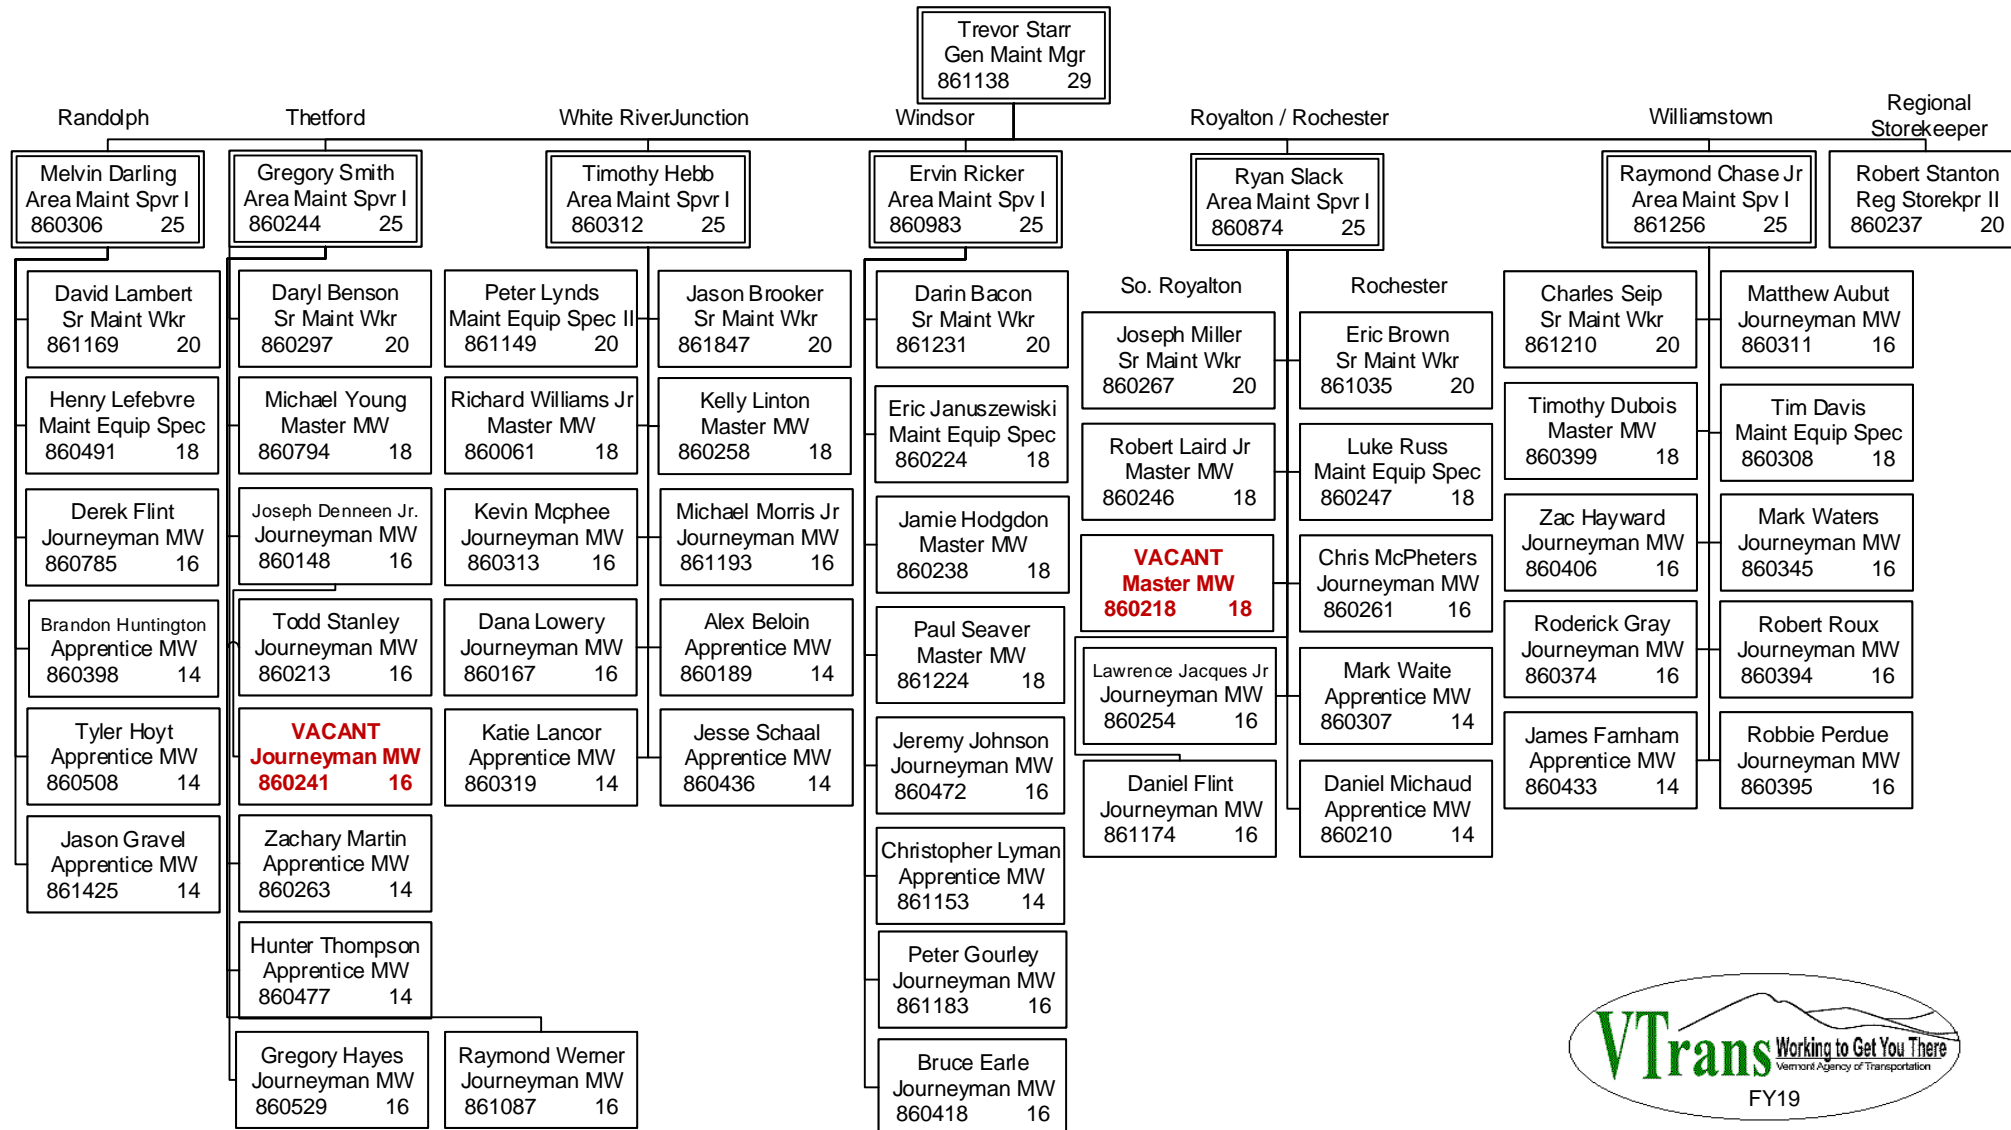 Trevor Starr
Gen Maint Mgr
861138 29
Randolph
Thetford
White RiverJunction
Windsor
Royalton / Rochester
Williamstown
Regional
Storekeeper
Melvin Darling
Area Maint Spvr I
860306 25
Gregory Smith
Area Maint Spvr I
860244 25
Timothy Hebb
Area Maint Spvr I
860312 25
Ervin Ricker
Area Maint Spv I
860983 25
Ryan Slack
Area Maint Spvr I
860874 25
Raymond Chase Jr
Area Maint Spv I
861256 25
Robert Stanton
Reg Storekpr II
860237 20
David Lambert
Sr Maint Wkr
861169 20
Henry Lefebvre
Maint Equip Spec
860491 18
Derek Flint
Journeyman MW
860785 16
Brandon Huntington
Apprentice MW
860398 14
Tyler Hoyt
Apprentice MW
860508 14
Jason Gravel
Apprentice MW
861425 14
Daryl Benson
Sr Maint Wkr
860297 20
Michael Young
Master MW
860794 18
Joseph Denneen Jr.
Journeyman MW
860148 16
Todd Stanley
Journeyman MW
860213 16
VACANT
Journeyman MW
860241 16
Zachary Martin
Apprentice MW
860263 14
Hunter Thompson
Apprentice MW
860477 14
Gregory Hayes
Journeyman MW
860529 16
Raymond Werner
Journeyman MW
861087 16
Peter Lynds
Maint Equip Spec II
861149 20
Richard Williams Jr
Master MW
860061 18
Kevin Mcphee
Journeyman MW
860313 16
Dana Lowery
Journeyman MW
860167 16
Katie Lancor
Apprentice MW
860319 14
Jason Brooker
Sr Maint Wkr
861847 20
Kelly Linton
Master MW
860258 18
Michael Morris Jr
Journeyman MW
861193 16
Alex Beloin
Apprentice MW
860189 14
Jesse Schaal
Apprentice MW
860436 14
Darin Bacon
Sr Maint Wkr
861231 20
Eric Januszewiski
Maint Equip Spec
860224 18
Jamie Hodgdon
Master MW
860238 18
Paul Seaver
Master MW
861224 18
Jeremy Johnson
Journeyman MW
860472 16
Christopher Lyman
Apprentice MW
861153 14
Peter Gourley
Journeyman MW
861183 16
Bruce Earle
Journeyman MW
860418 16
So. Royalton
Joseph Miller
Sr Maint Wkr
860267 20
Robert Laird Jr
Master MW
860246 18
VACANT
Master MW
860218 18
Lawrence Jacques Jr
Journeyman MW
860254 16
Daniel Flint
Journeyman MW
861174 16
Rochester
Eric Brown
Sr Maint Wkr
861035 20
Luke Russ
Maint Equip Spec
860247 18
Chris McPheters
Journeyman MW
860261 16
Mark Waite
Apprentice MW
860307 14
Daniel Michaud
Apprentice MW
860210 14
Charles Seip
Sr Maint Wkr
861210 20
Timothy Dubois
Master MW
860399 18
Zac Hayward
Journeyman MW
860406 16
Roderick Gray
Journeyman MW
860374 16
James Farnham
Apprentice MW
860433 14
Matthew Aubut
Journeyman MW
860311 16
Tim Davis
Maint Equip Spec
860308 18
Mark Waters
Journeyman MW
860345 16
Robert Roux
Journeyman MW
860394 16
Robbie Perdue
Journeyman MW
860395 16
VTrans Working to Get You There
Vermont Agency of Transportation
FY19